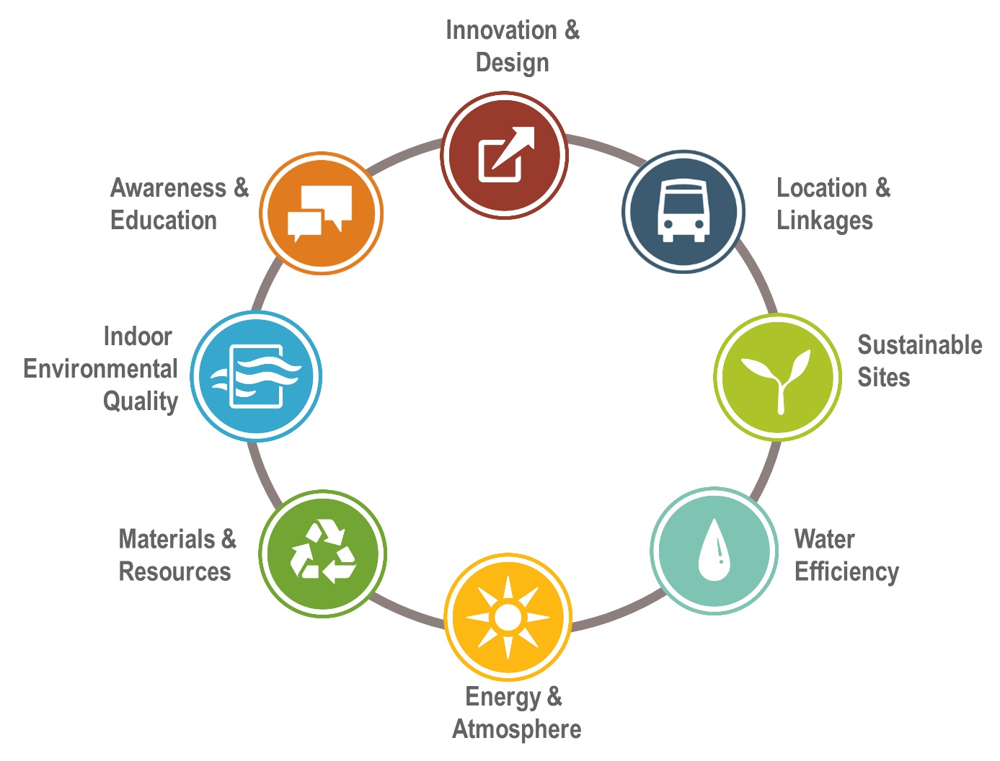 Innovation &
Design
Location &
Linkages
Sustainable
Sites
Water
Efficiency
Energy &
Atmosphere
Materials &
Resources
Indoor
Environmental
Quality
Awareness &
Education